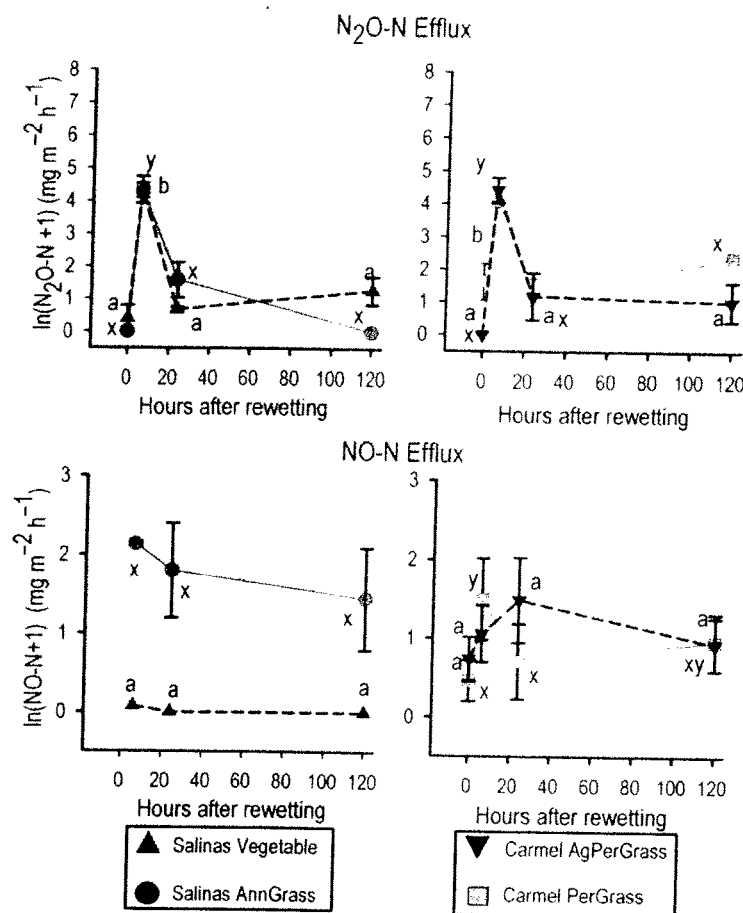 N2O-N Efflux
ln(N2O-N +1) (mg m−2 h−1)
8
7
6
5
4
3
2
1
0
a
x
y
b
x
a
a
x
0 20 40 60 80 100 120
Hours after rewetting
8
7
6
5
4
3
2
1
0
y
b
a
x
a x
x
a
0 20 40 60 80 100 120
Hours after rewetting
NO-N Efflux
ln(NO-N+1) (mg m−2 h−1)
3
2
1
0
x
x
x
a
a
a
0 20 40 60 80 100 120
Hours after rewetting
3
2
1
0
y
a
a
a
a
x
x
xy
0 20 40 60 80 100 120
Hours after rewetting
Salinas Vegetable
Salinas AnnGrass
Carmel AgPerGrass
Carmel PerGrass